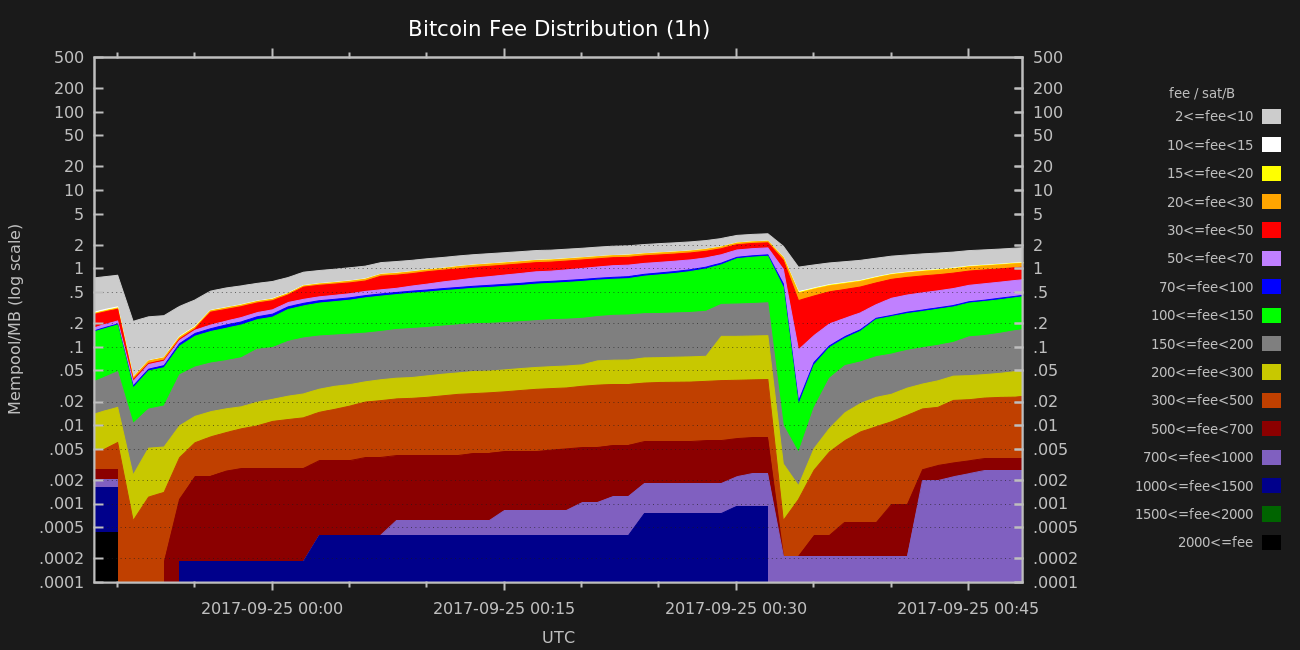 Bitcoin Fee Distribution (1h)
500 500
200 200
100 100
50 50
20 20
10 10
5 5
2 2
1 1
.5 .5
.2 .2
.1 .1
.05 .05
.02 .02
.01 .01
.005 .005
.002 .002
.001 .001
.0005 .0005
.0002 .0002
.0001 .0001
Mempool/MB (log scale)
2017-09-25 00:00 2017-09-25 00:15 2017-09-25 00:30 2017-09-25 00:45
UTC
fee / sat/B
2<=fee<10
10<=fee<15
15<=fee<20
20<=fee<30
30<=fee<50
50<=fee<70
70<=fee<100
100<=fee<150
150<=fee<200
200<=fee<300
300<=fee<500
500<=fee<700
700<=fee<1000
1000<=fee<1500
1500<=fee<2000
2000<=fee